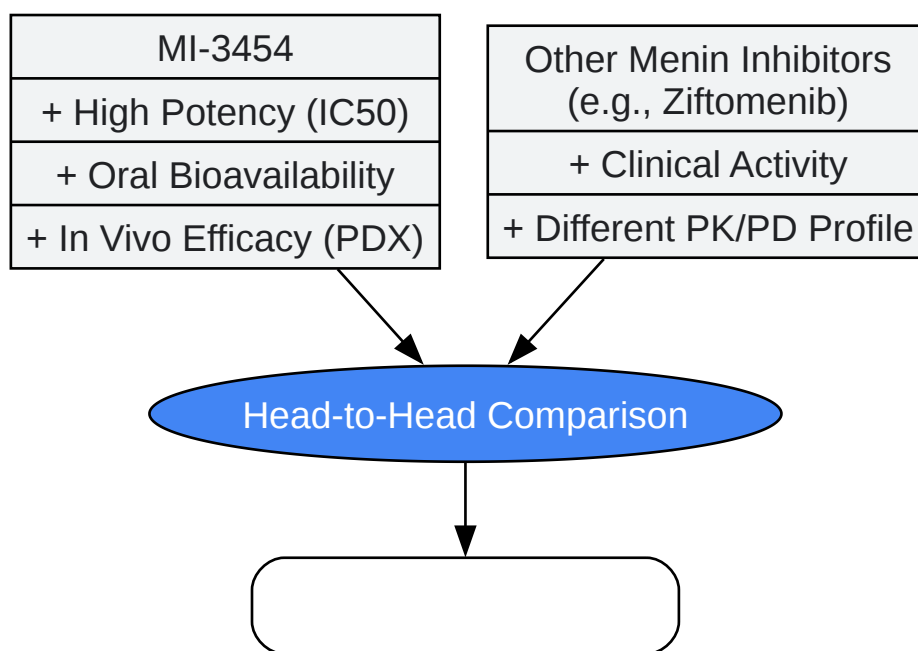 MI-3454
+ High Potency (IC50)
+ Oral Bioavailability
+ In Vivo Efficacy (PDX)
Other Menin Inhibitors
(e.g., Ziftomenib)
+ Clinical Activity
+ Different PK/PD Profile
Head-to-Head Comparison